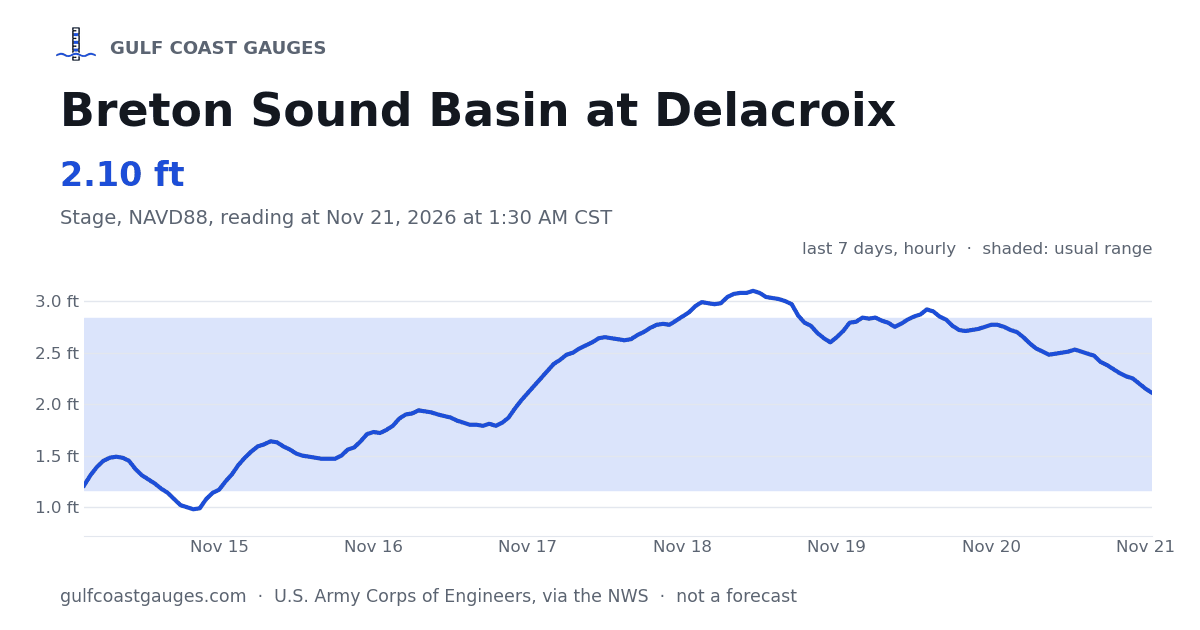 GULF COAST GAUGES
Breton Sound Basin at Delacroix
2.10 ft
Stage, NAVD88, reading at Nov 21, 2026 at 1:30 AM CST
last 7 days, hourly · shaded: usual range
3.0 ft
2.5 ft
2.0 ft
1.5 ft
1.0 ft
Nov 15 Nov 16 Nov 17 Nov 18 Nov 19 Nov 20 Nov 21
gulfcoastgauges.com · U.S. Army Corps of Engineers, via the NWS · not a forecast